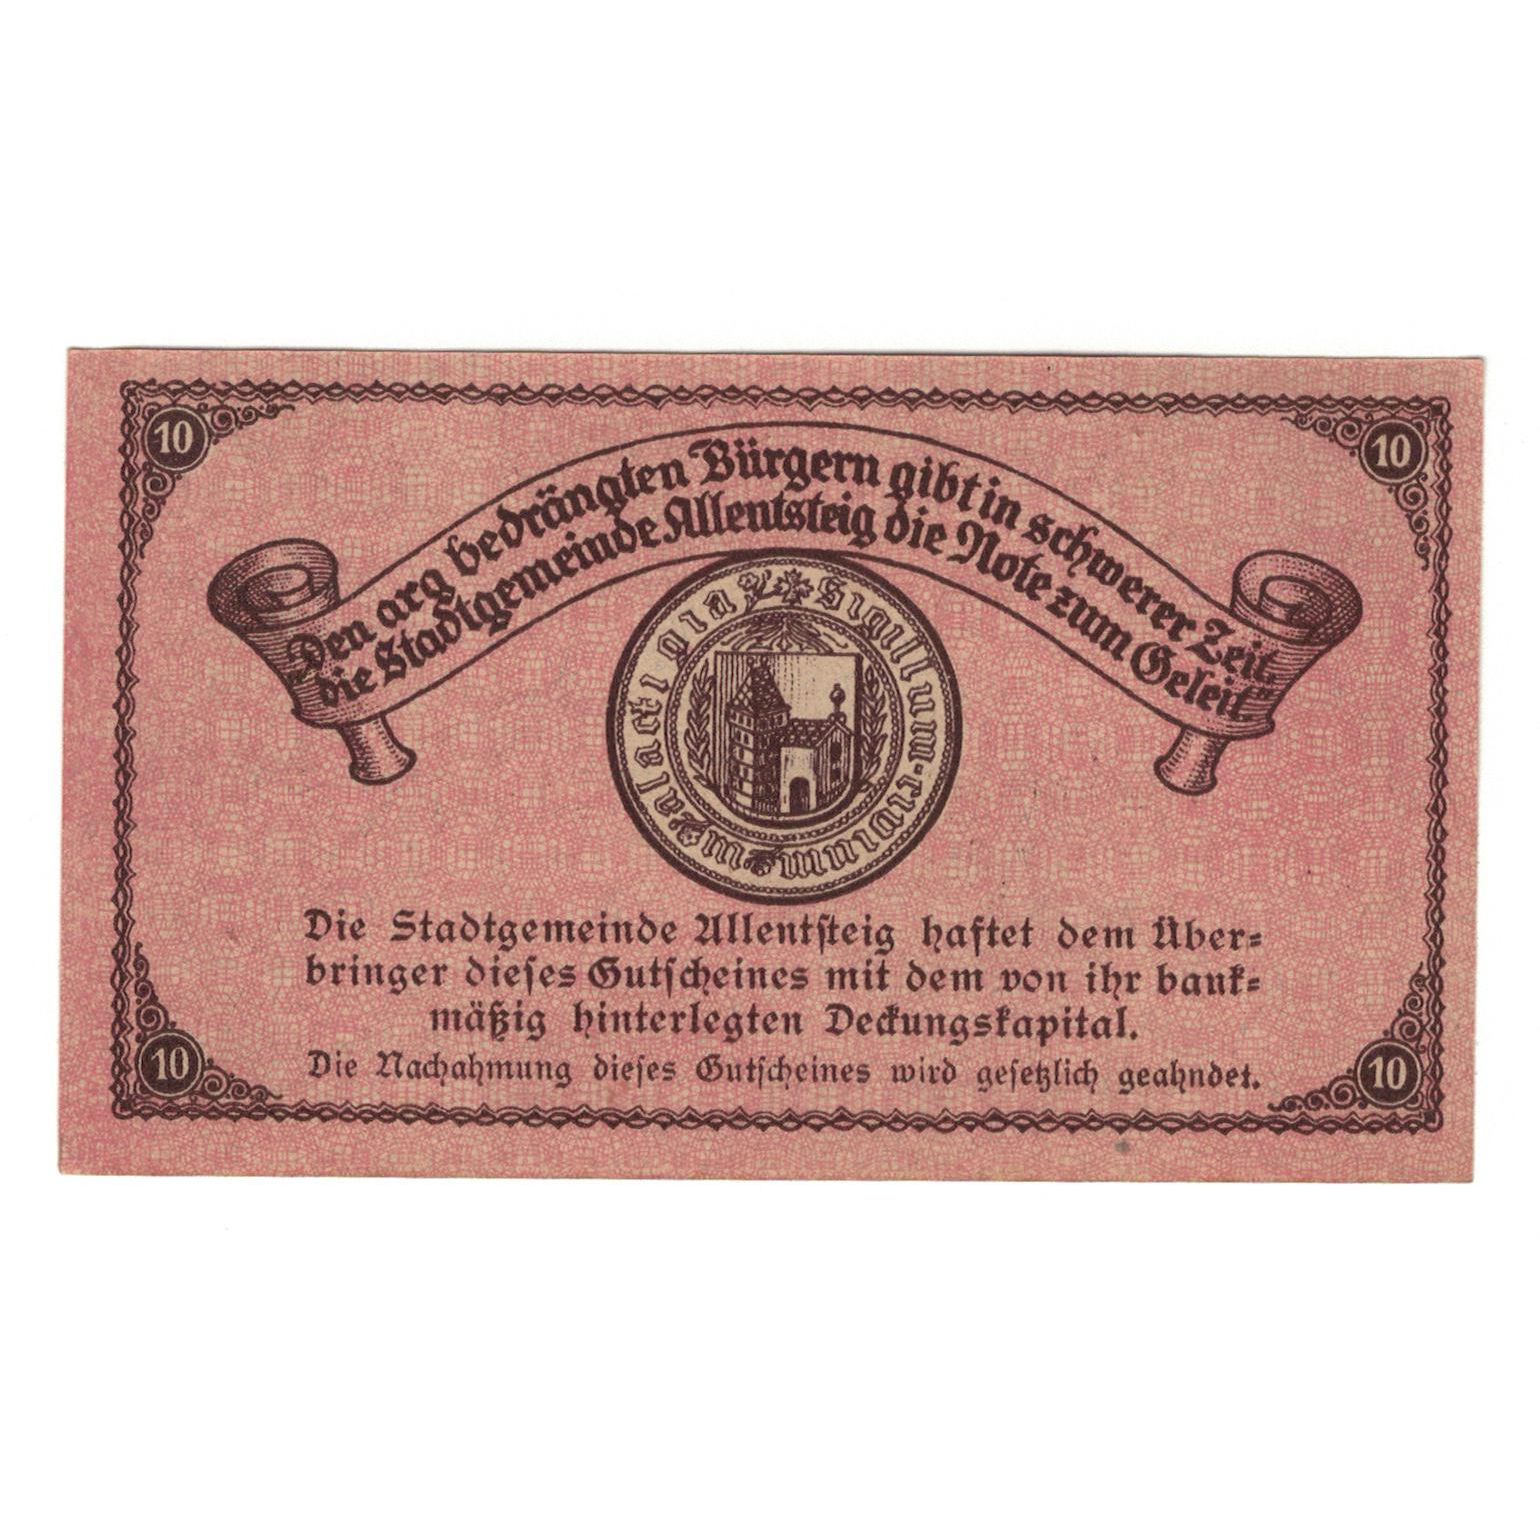 10
10
Den arg bedrängten Bürgern gibt in schwerer Zeit,
die Stadtgemeinde Allentsteig die Note zum Geleit.
Sigillum
Die Stadtgemeinde Allentsteig haftet dem Über=
bringer dieses Gutscheines mit dem von ihr bank=
mäßig hinterlegten Deckungskapital.
Die Nachahmung dieses Gutscheines wird gesetzlich geahndet.
10
10